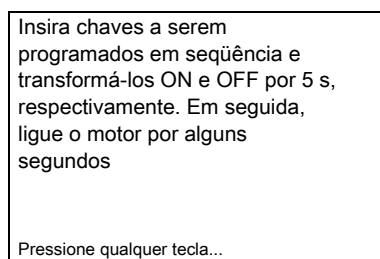 Insira chaves a serem
programados em seqüência e
transformá-los ON e OFF por 5 s,
respectivamente. Em seguida,
ligue o motor por alguns
segundos
Pressione qualquer tecla...